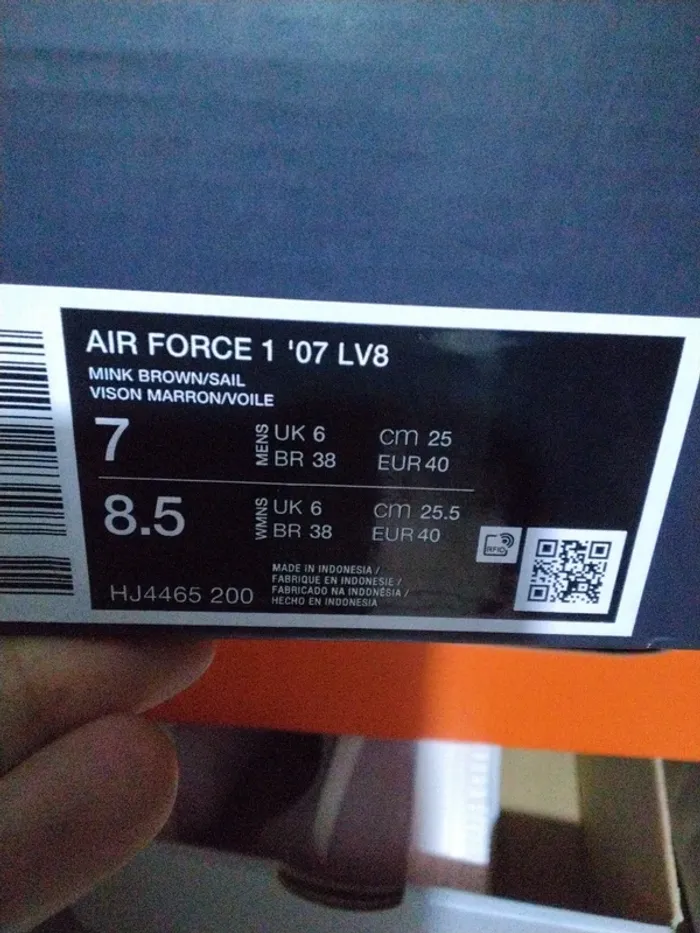 AIR FORCE 1 '07 LV8
MINK BROWN/SAIL
VISON MARRON/VOILE
7
MENS
UK 6
cm 25
BR 38
EUR 40
8.5
WMNS
UK 6
cm 25.5
BR 38
EUR 40
RFID
HJ4465 200
MADE IN INDONESIA /
FABRIQUE EN INDONESIE /
FABRICADO NA INDONÉSIA /
HECHO EN INDONESIA